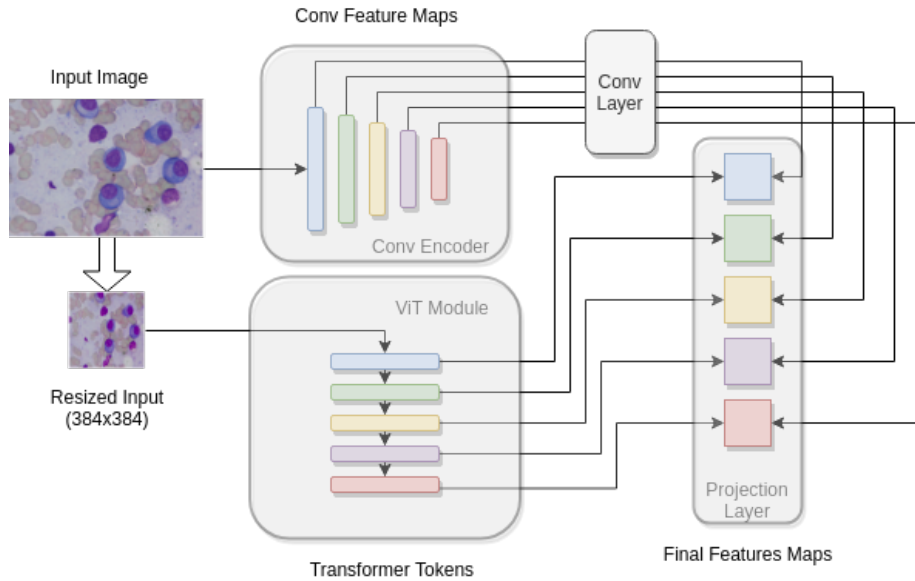 Conv Feature Maps
Input Image
Conv
Layer
Conv Encoder
ViT Module
Resized Input
(384x384)
Projection
Layer
Final Features Maps
Transformer Tokens